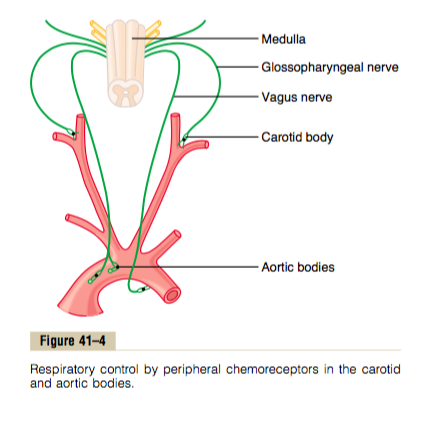 Medulla
Glossopharyngeal nerve
Vagus nerve
Carotid body
Aortic bodies
Figure 41–4
Respiratory control by peripheral chemoreceptors in the carotid
and aortic bodies.